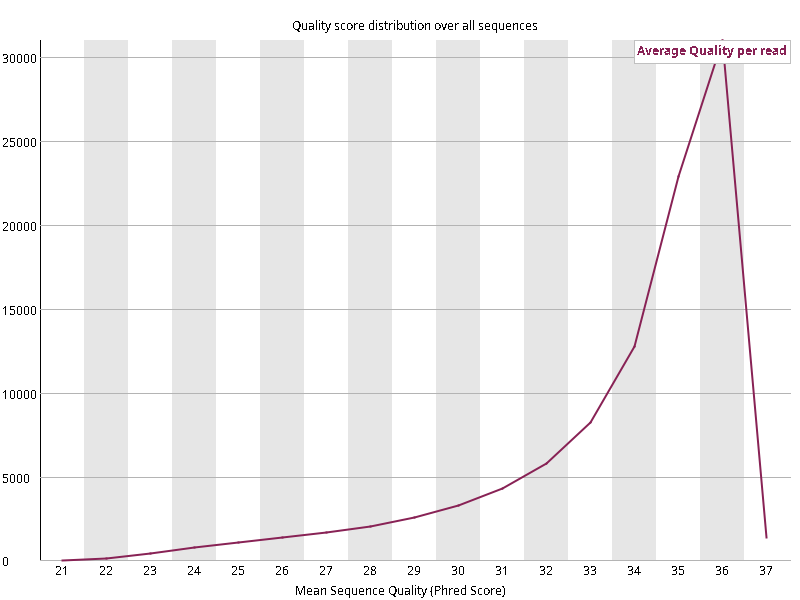 Quality score distribution over all sequences
Average Quality per read
30000
25000
20000
15000
10000
5000
0
21 22 23 24 25 26 27 28 29 30 31 32 33 34 35 36 37
Mean Sequence Quality (Phred Score)